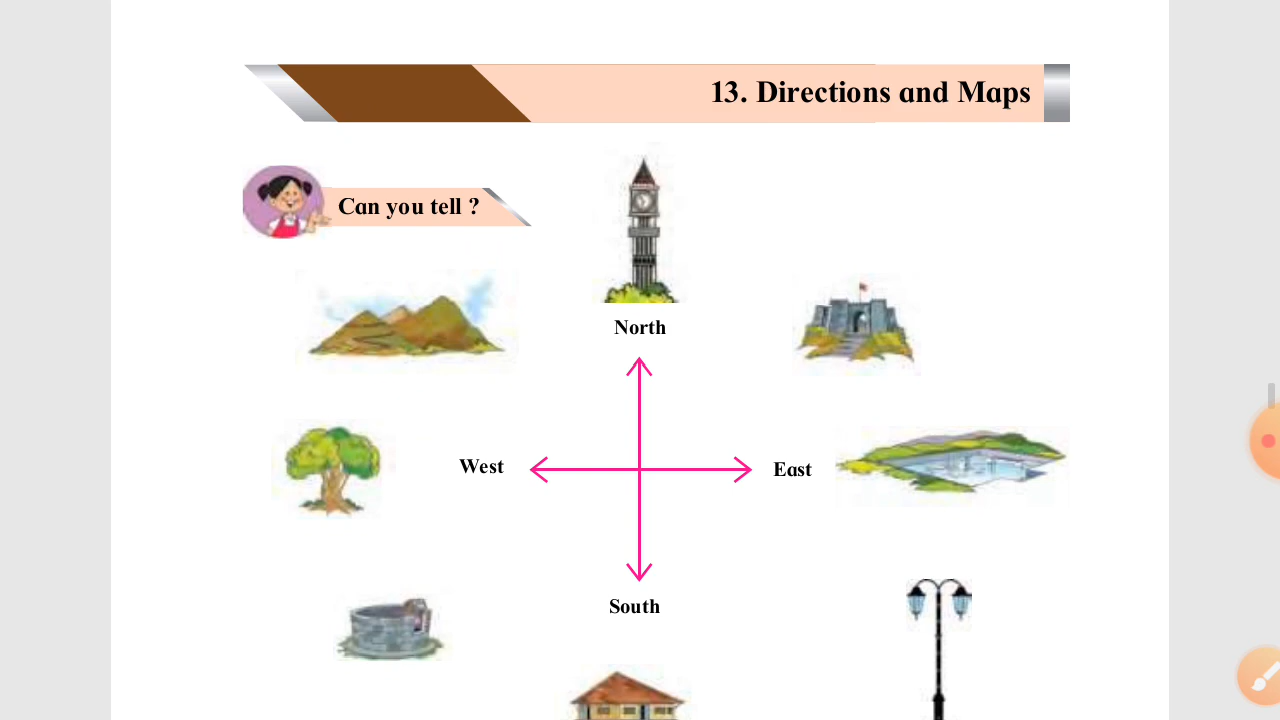 13. Directions and Maps
Can you tell ?
North
West
East
South